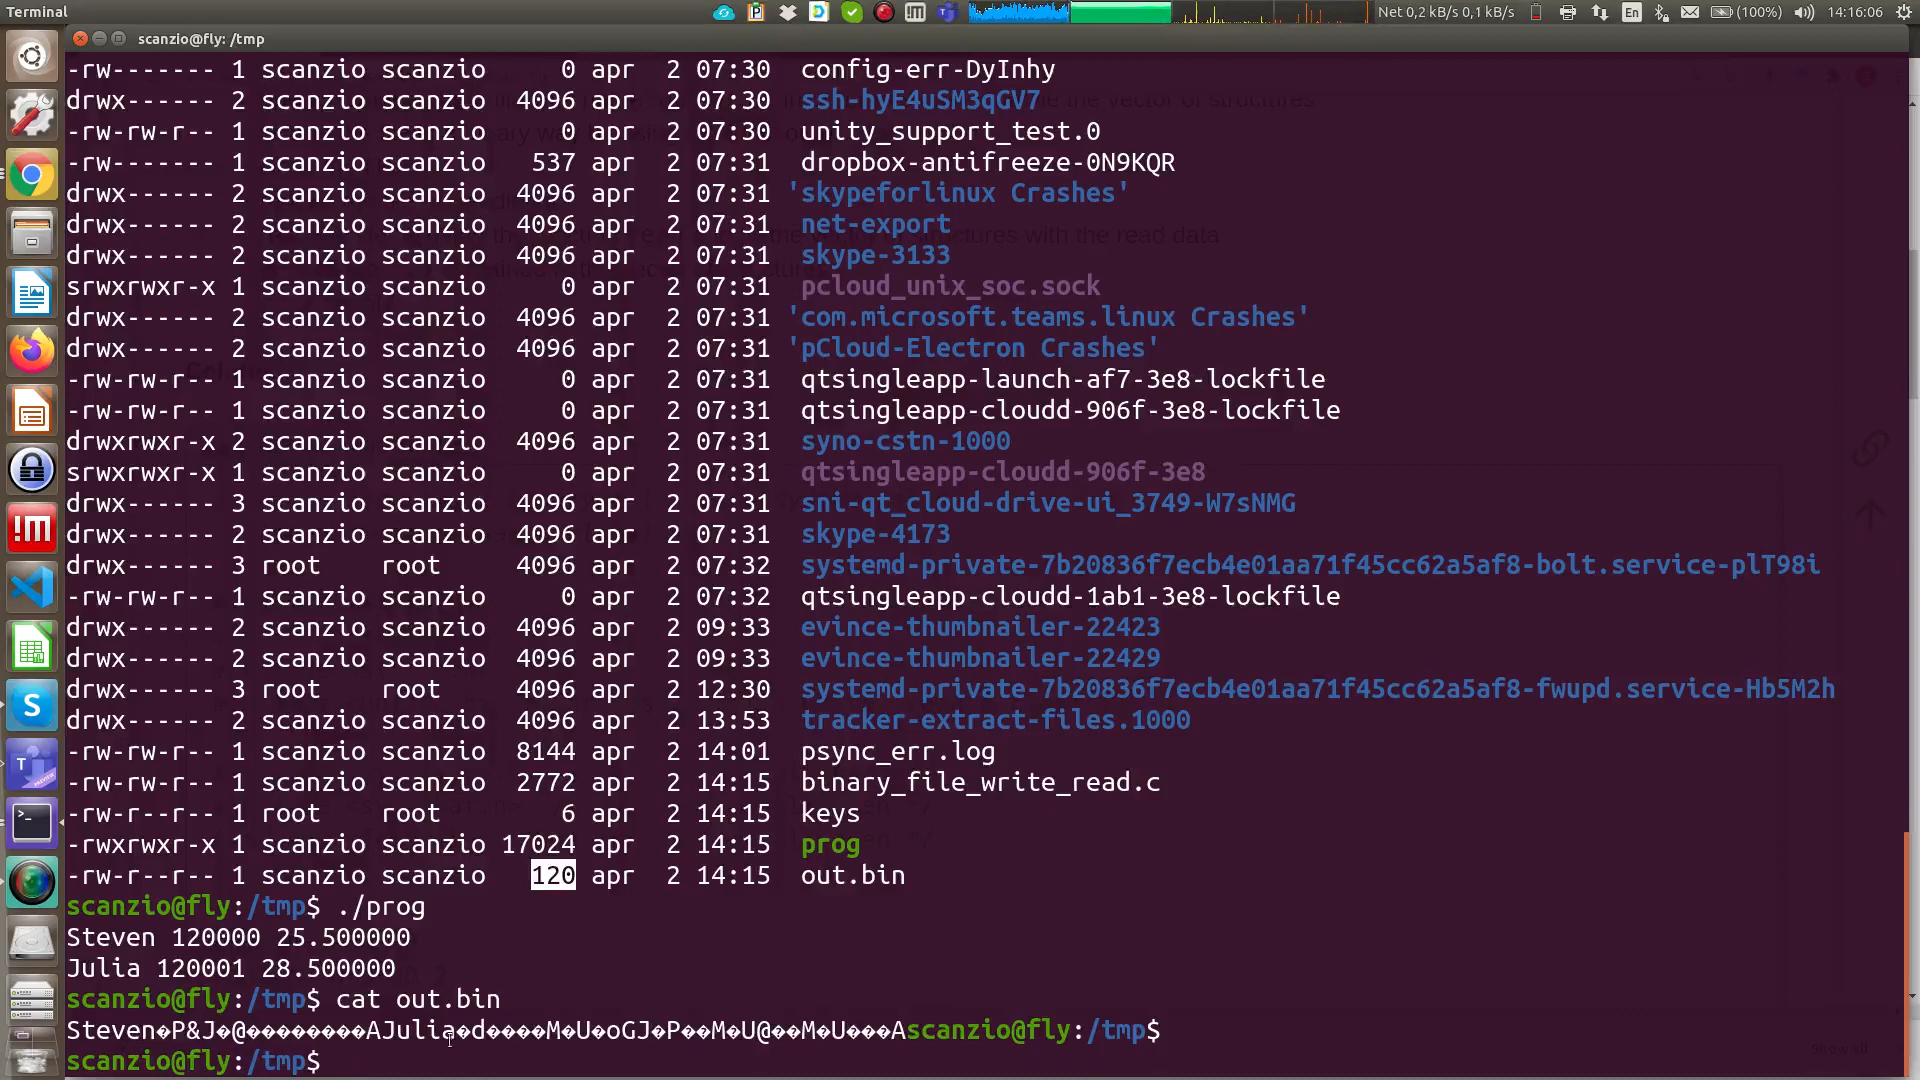 Terminal
Net 0,2 kB/s 0,1 kB/s En (100%) 14:16:06
scanzio@fly: /tmp
-rw------- 1 scanzio scanzio 0 apr 2 07:30 config-err-DyInhy
drwx------ 2 scanzio scanzio 4096 apr 2 07:30 ssh-hyE4uSM3qGV7
-rw-rw-r-- 1 scanzio scanzio 0 apr 2 07:30 unity_support_test.0
-rw------- 1 scanzio scanzio 537 apr 2 07:31 dropbox-antifreeze-0N9KQR
drwx------ 2 scanzio scanzio 4096 apr 2 07:31 'skypeforlinux Crashes'
drwx------ 2 scanzio scanzio 4096 apr 2 07:31 net-export
drwx------ 2 scanzio scanzio 4096 apr 2 07:31 skype-3133
srwxrwxr-x 1 scanzio scanzio 0 apr 2 07:31 pcloud_unix_soc.sock
drwx------ 2 scanzio scanzio 4096 apr 2 07:31 'com.microsoft.teams.linux Crashes'
drwx------ 2 scanzio scanzio 4096 apr 2 07:31 'pCloud-Electron Crashes'
-rw-rw-r-- 1 scanzio scanzio 0 apr 2 07:31 qtsingleapp-launch-af7-3e8-lockfile
-rw-rw-r-- 1 scanzio scanzio 0 apr 2 07:31 qtsingleapp-cloudd-906f-3e8-lockfile
drwxrwxr-x 2 scanzio scanzio 4096 apr 2 07:31 syno-cstn-1000
srwxrwxr-x 1 scanzio scanzio 0 apr 2 07:31 qtsingleapp-cloudd-906f-3e8
drwx------ 3 scanzio scanzio 4096 apr 2 07:31 sni-qt_cloud-drive-ui_3749-W7sNMG
drwx------ 2 scanzio scanzio 4096 apr 2 07:31 skype-4173
drwx------ 3 root root 4096 apr 2 07:32 systemd-private-7b20836f7ecb4e01aa71f45cc62a5af8-bolt.service-plT98i
-rw-rw-r-- 1 scanzio scanzio 0 apr 2 07:32 qtsingleapp-cloudd-1ab1-3e8-lockfile
drwx------ 2 scanzio scanzio 4096 apr 2 09:33 evince-thumbnailer-22423
drwx------ 2 scanzio scanzio 4096 apr 2 09:33 evince-thumbnailer-22429
drwx------ 3 root root 4096 apr 2 12:30 systemd-private-7b20836f7ecb4e01aa71f45cc62a5af8-fwupd.service-Hb5M2h
drwx------ 2 scanzio scanzio 4096 apr 2 13:53 tracker-extract-files.1000
-rw-rw-r-- 1 scanzio scanzio 8144 apr 2 14:01 psync_err.log
-rw-rw-r-- 1 scanzio scanzio 2772 apr 2 14:15 binary_file_write_read.c
-rw-r--r-- 1 root root 6 apr 2 14:15 keys
-rwxrwxr-x 1 scanzio scanzio 17024 apr 2 14:15 prog
-rw-r--r-- 1 scanzio scanzio 120 apr 2 14:15 out.bin
scanzio@fly:/tmp$ ./prog
Steven 120000 25.500000
Julia 120001 28.500000
scanzio@fly:/tmp$ cat out.bin
Steven�P&J�@���������AJulia�d����M�U�oGJ�P��M�U@��M�U���Ascanzio@fly:/tmp$
scanzio@fly:/tmp$